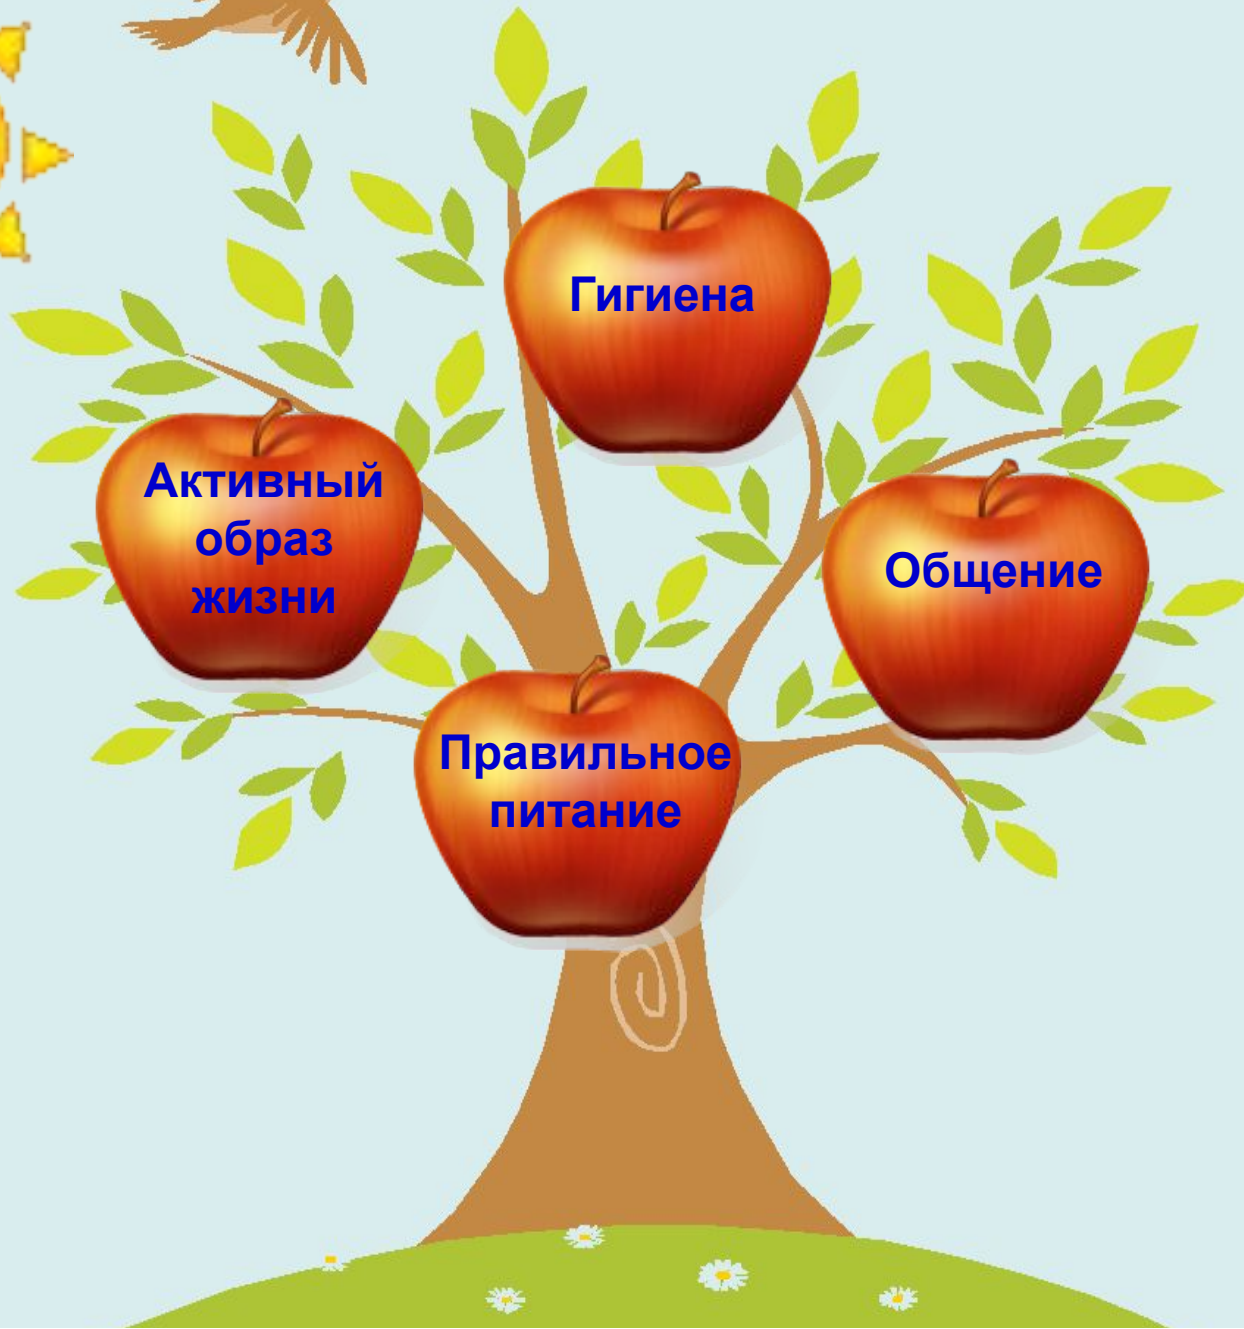 Гигиена
Активный
образ
жизни
Общение
Правильное
питание